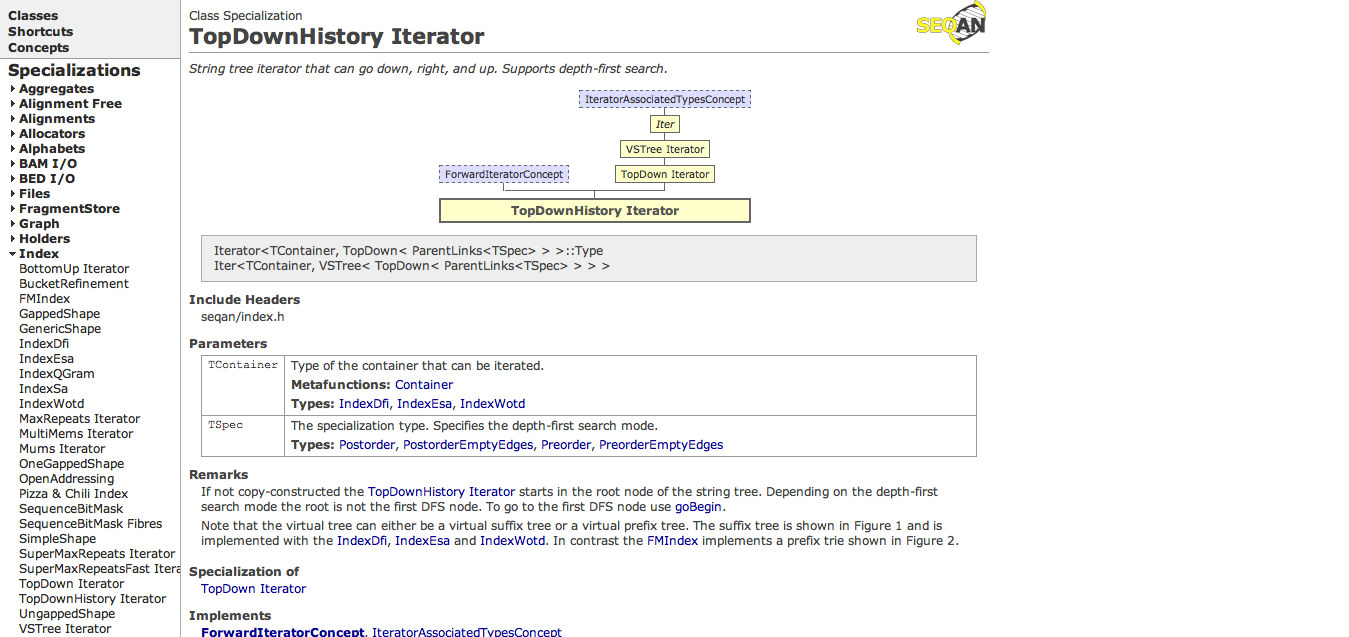 Classes
Shortcuts
Concepts
Specializations
Aggregates
Alignment Free
Alignments
Allocators
Alphabets
BAM I/O
BED I/O
Files
FragmentStore
Graph
Holders
Index
BottomUp Iterator
BucketRefinement
FMIndex
GappedShape
GenericShape
IndexDfi
IndexEsa
IndexQGram
IndexSa
IndexWotd
MaxRepeats Iterator
MultiMems Iterator
Mums Iterator
OneGappedShape
OpenAddressing
Pizza & Chili Index
SequenceBitMask
SequenceBitMask Fibres
SimpleShape
SuperMaxRepeats Iterator
SuperMaxRepeatsFast Itera
TopDown Iterator
TopDownHistory Iterator
UngappedShape
VSTree Iterator
Class Specialization
TopDownHistory Iterator
SEQAN
String tree iterator that can go down, right, and up. Supports depth-first search.
IteratorAssociatedTypesConcept
Iter
VSTree Iterator
ForwardIteratorConcept TopDown Iterator
TopDownHistory Iterator
Iterator<TContainer, TopDown< ParentLinks<TSpec> > >::Type
Iter<TContainer, VSTree< TopDown< ParentLinks<TSpec> > > >
Include Headers
seqan/index.h
Parameters
TContainer Type of the container that can be iterated.
Metafunctions: Container
Types: IndexDfi, IndexEsa, IndexWotd
TSpec The specialization type. Specifies the depth-first search mode.
Types: Postorder, PostorderEmptyEdges, Preorder, PreorderEmptyEdges
Remarks
If not copy-constructed the TopDownHistory Iterator starts in the root node of the string tree. Depending on the depth-first
search mode the root is not the first DFS node. To go to the first DFS node use goBegin.
Note that the virtual tree can either be a virtual suffix tree or a virtual prefix tree. The suffix tree is shown in Figure 1 and is
implemented with the IndexDfi, IndexEsa and IndexWotd. In contrast the FMIndex implements a prefix trie shown in Figure 2.
Specialization of
TopDown Iterator
Implements
ForwardIteratorConcept, IteratorAssociatedTypesConcept